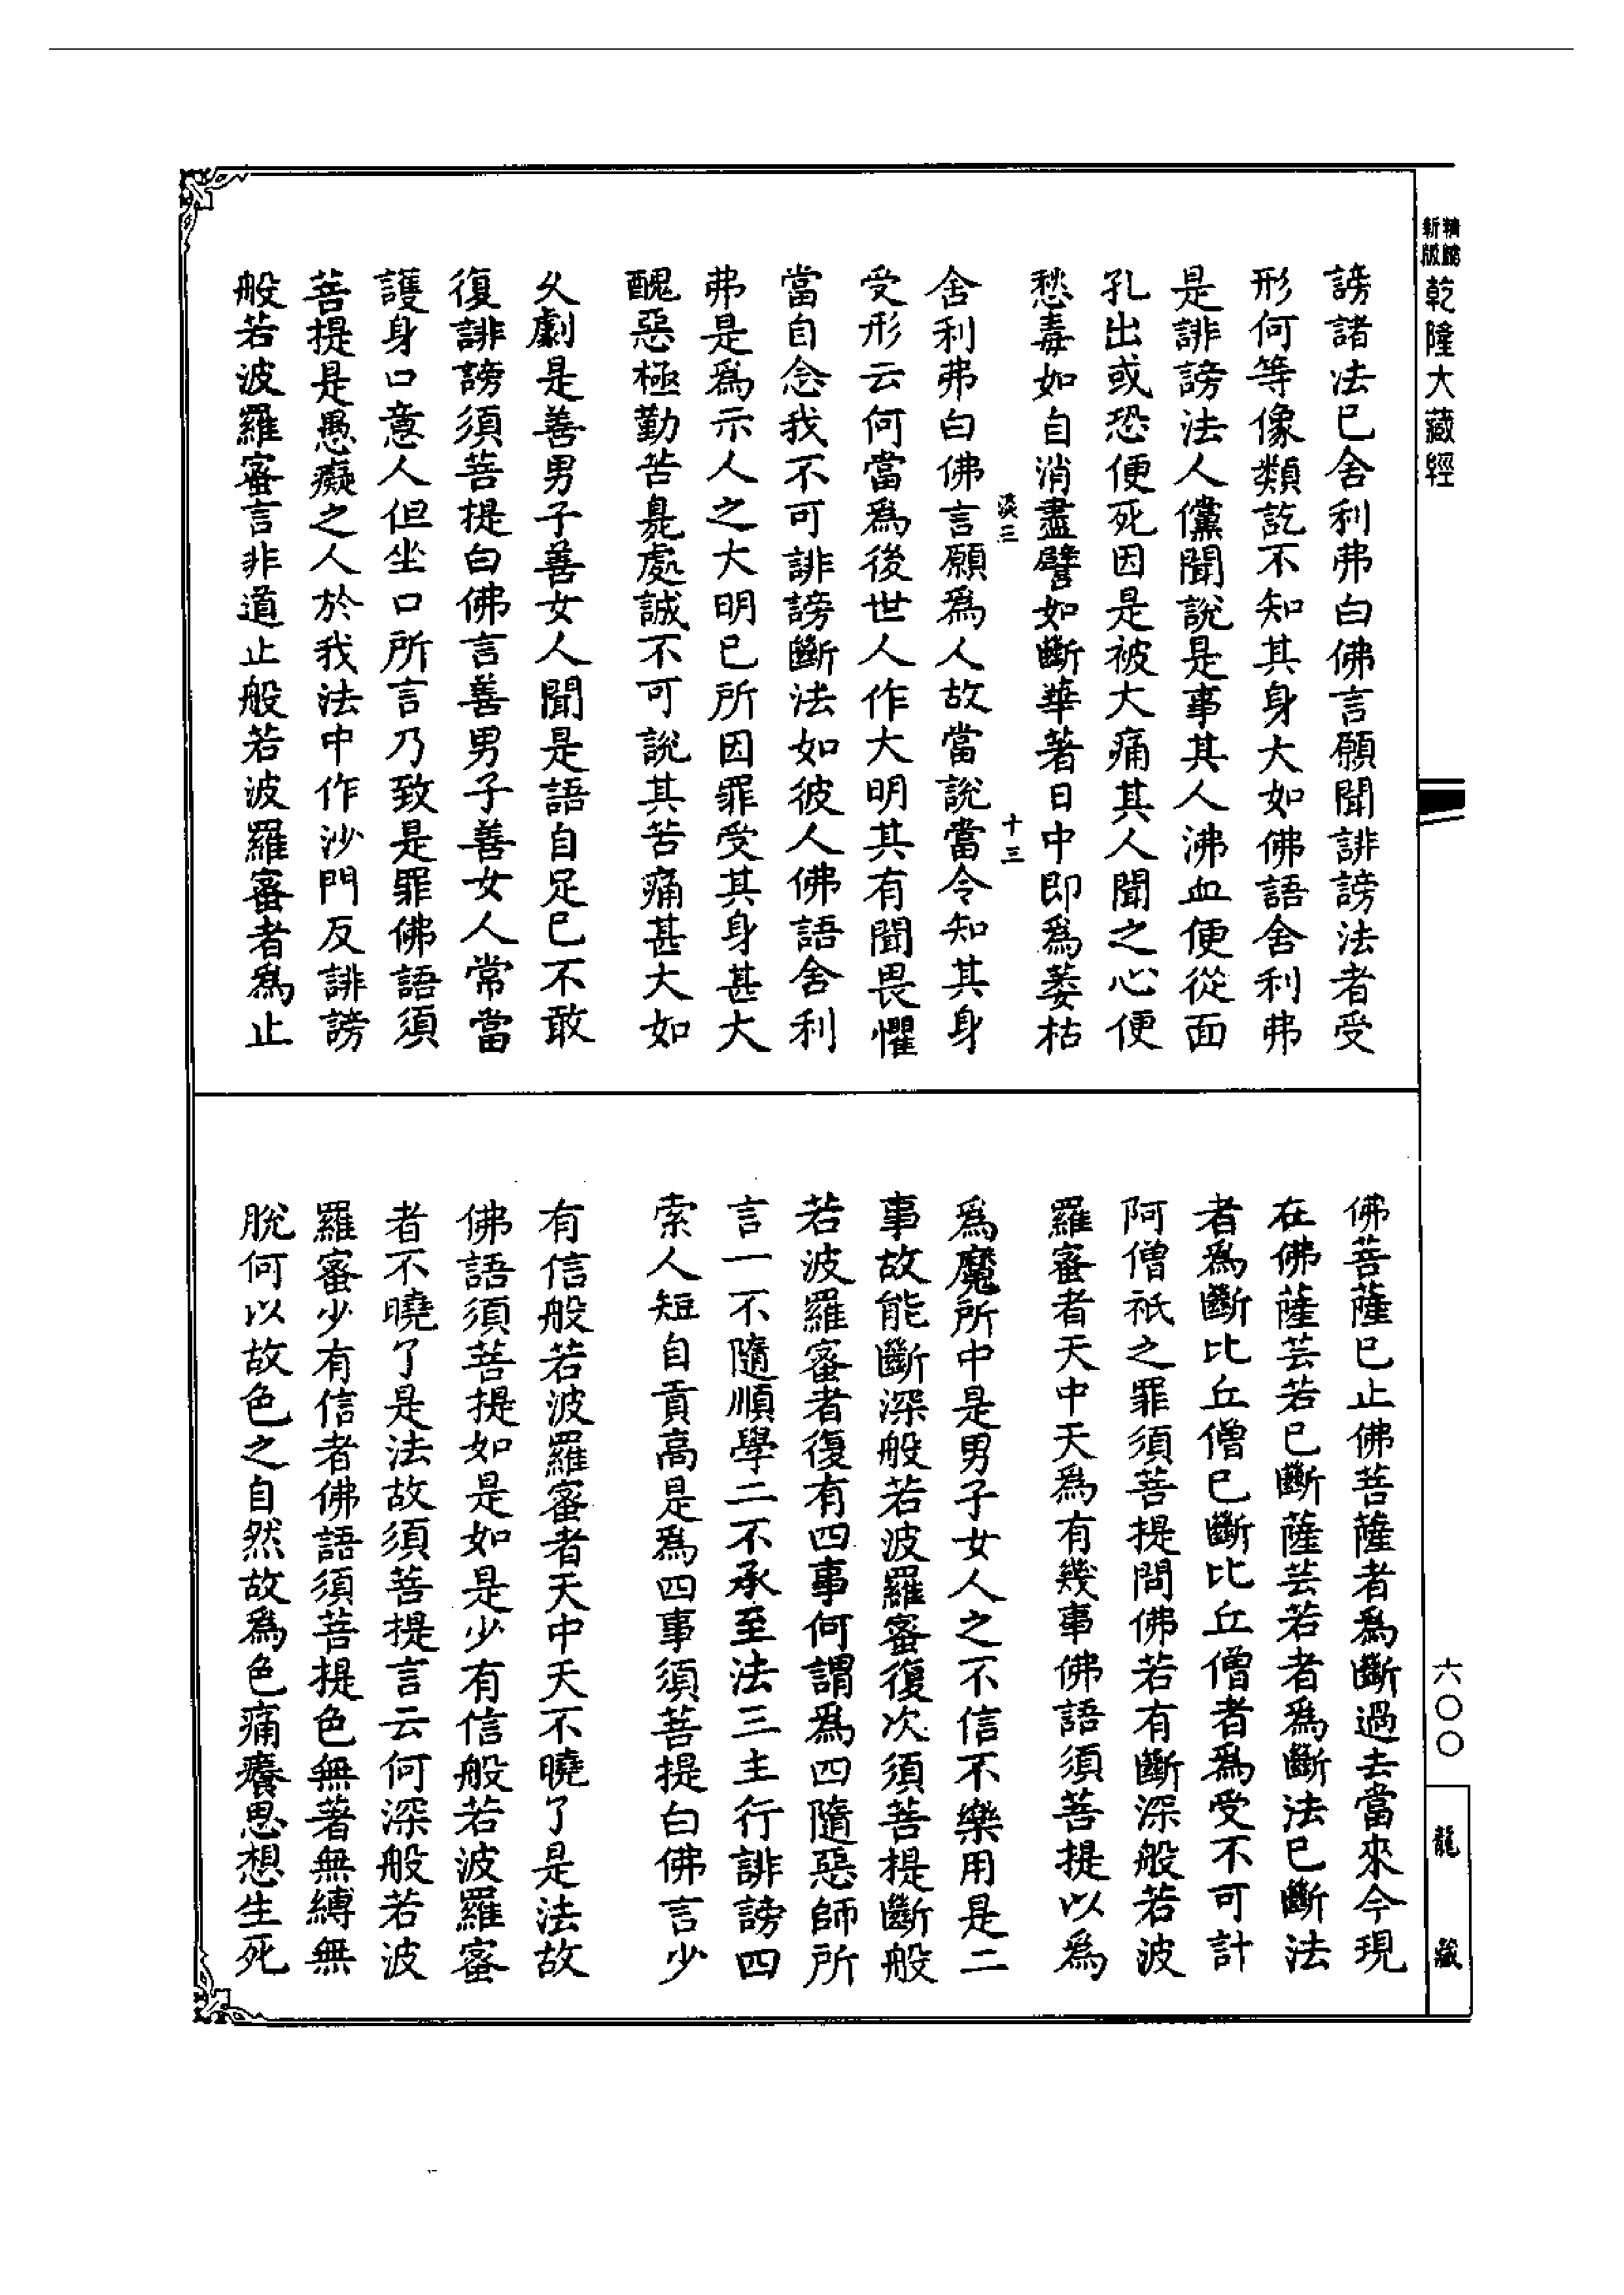 新版
精縮
乾隆大藏經
謗諸法已舍利弗白佛言願聞誹謗法者受
形何等像類訖不知其身大如佛語舍利弗
是誹謗法人儻聞說是事其人沸血便從面
孔出或恐便死因是被大痛其人聞之心便
愁毒如自消盡譬如斷華著日中即為萎枯
淡三
十三
舍利弗白佛言願為人故當說當令知其身
受形云何當為後世人作大明其有聞畏懼
當自念我不可誹謗斷法如彼人佛語舍利
弗是為示人之大明已所因罪受其身甚大
醜惡極勤苦臭處誠不可說其苦痛甚大如
久劇是善男子善女人聞是語自足已不敢
復誹謗須菩提白佛言善男子善女人常當
護身口意人但坐口所言乃致是罪佛語須
菩提是愚癡之人於我法中作沙門反誹謗
般若波羅蜜言非道止般若波羅蜜者為止
佛菩薩已止佛菩薩者為斷過去當來今現
在佛薩芸若已斷薩芸若者為斷法已斷法
者為斷比丘僧已斷比丘僧者為受不可計
阿僧祇之罪須菩提問佛若有斷深般若波
羅蜜者天中天為有幾事佛語須菩提以為
為魔所中是男子女人之不信不樂用是二
事故能斷深般若波羅蜜復次須菩提斷般
若波羅蜜者復有四事何謂為四隨惡師所
言一不隨順學二不承至法三主行誹謗四
索人短自貢高是為四事須菩提白佛言少
有信般若波羅蜜者天中天不曉了是法故
佛語須菩提如是如是少有信般若波羅蜜
者不曉了是法故須菩提言云何深般若波
羅蜜少有信者佛語須菩提色無著無縛無
脫何以故色之自然故為色痛癢思想生死
六〇〇
龍藏